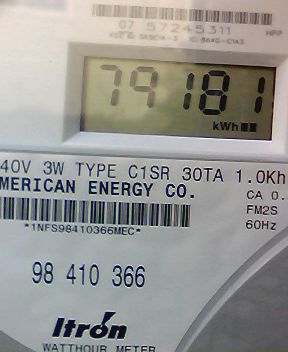 07 57245311
HPP
79181
kWh
40V 3W TYPE C1SR 30TA 1.0Kh
MERICAN ENERGY CO.
CA 0.
FM2S
60Hz
*1NFS98410366MEC*
98 410 366
Itron
WATTHOUR METER